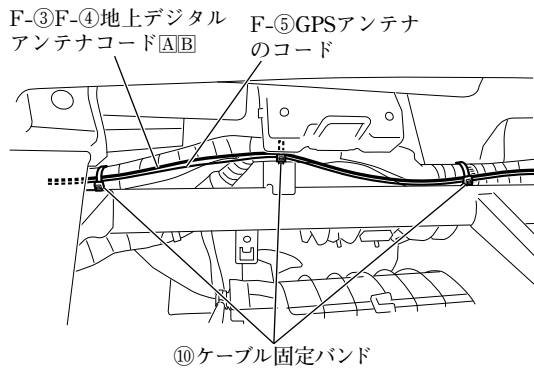 F-③F-④地上デジタル
アンテナコードAB
F-⑤GPSアンテナ
のコード
⑩ケーブル固定バンド